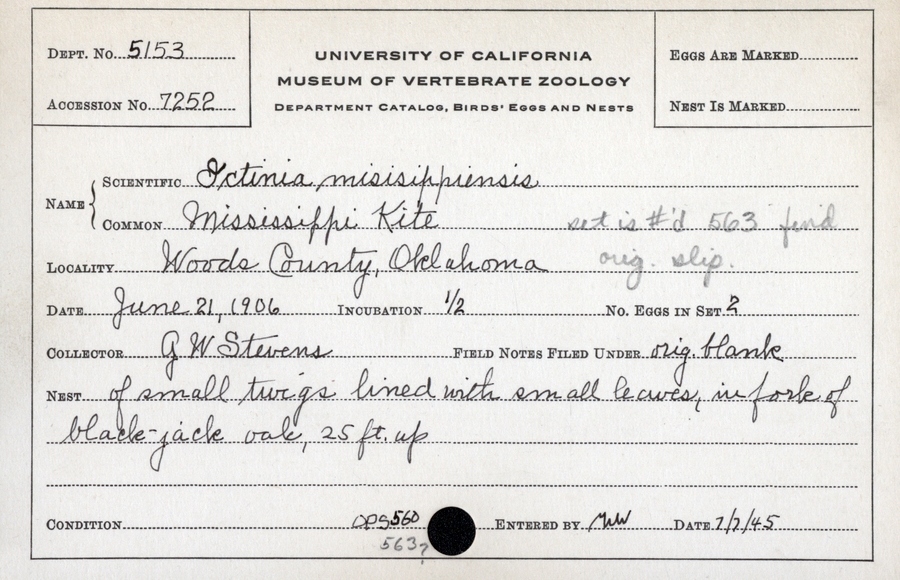 Dept. No. 5153
Accession No. 7252
UNIVERSITY OF CALIFORNIA
MUSEUM OF VERTEBRATE ZOOLOGY
Department Catalog, Birds' Eggs and Nests
Eggs Are Marked
Nest Is Marked
Name
Scientific Ictinia misisippiensis
Common Mississippi Kite set is #'d 563 find
Locality Woods County, Oklahoma orig. slip.
Date June 21, 1906 Incubation 1/2 No. Eggs in Set 2
Collector G W Stevens Field Notes Filed Under orig. blank
Nest of small twigs lined with small leaves, in fork of
black-jack oak, 25 ft. up
Condition OPS 560 Entered by Date 7/7/45
563?